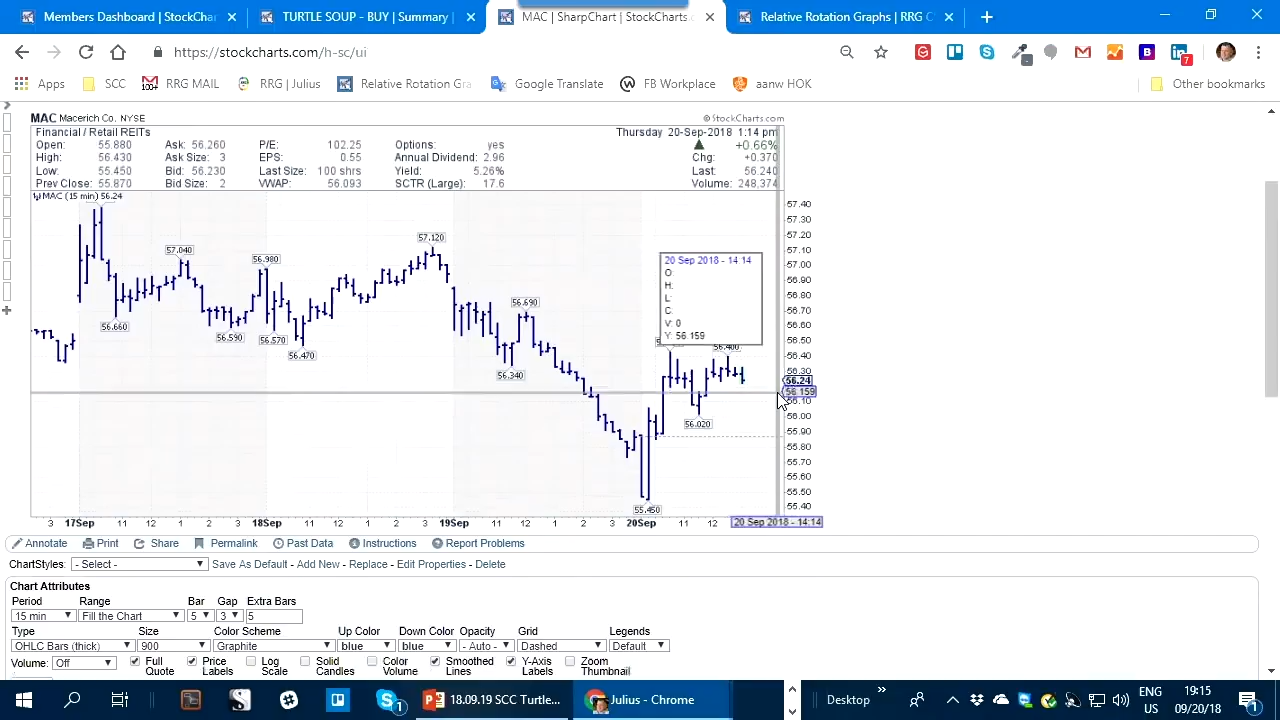 Members Dashboard | StockCha
TURTLE SOUP - BUY | Summary |
MAC | SharpChart | StockCharts.c
Relative Rotation Graphs | RRG C
https://stockcharts.com/h-sc/ui
7
Apps
SCC
100+
RRG MAIL
RRG | Julius
Relative Rotation Gra
Google Translate
FB Workplace
aanw HOK
Other bookmarks
MAC Macerich Co, NYSE
© StockCharts.com
Financial / Retail REITs
Thursday 20-Sep-2018 1:14 pm
Open: 55.880 Ask: 56.260 P/E: 102.25 Options: yes +0.66%
High: 56.430 Ask Size: 3 EPS: 0.55 Annual Dividend: 2.96 Chg: +0.370
Low: 55.450 Bid: 56.230 Last Size: 100 shrs Yield: 5.26% Last: 56.240
Prev Close: 55.870 Bid Size: 2 VWAP: 56.093 SCTR (Large): 17.6 Volume: 248,374
MAC (15 min) 56.24
57.40
57.30
57.20
57.120
57.10
57.040
57.00
56.980
20 Sep 2018 - 14:14
O:
H:
L:
C:
V: 0
Y: 56.159
56.90
56.80
56.70
56.690
56.660
56.60
56.590
56.570
56.50
56.470
56.400
56.40
56.340
56.30
56.24
56.159
56.10
56.020
56.00
55.90
55.80
55.70
55.60
55.50
55.450
55.40
3 17Sep 11 12 1 2 3 18Sep 11 12 1 2 3 19Sep 11 12 1 2 3 20Sep 11 12 20 Sep 2018 - 14:14
Annotate Print Share Permalink Past Data Instructions Report Problems
ChartStyles: - Select - Save As Default - Add New - Replace - Edit Properties - Delete
Chart Attributes
Period Range Bar Gap Extra Bars
15 min Fill the Chart 5 3 5
Type Size Color Scheme Up Color Down Color Opacity Grid Legends
OHLC Bars (thick) 900 Graphite blue blue - Auto - Dashed Default
Volume: Off Full Quote Price Labels Log Scale Solid Candles Color Volume Smoothed Lines Y-Axis Labels Zoom Thumbnail
18.09.19 SCC Turtle...
Julius - Chrome
Desktop
ENG
US
19:15
09/20/18
1
1